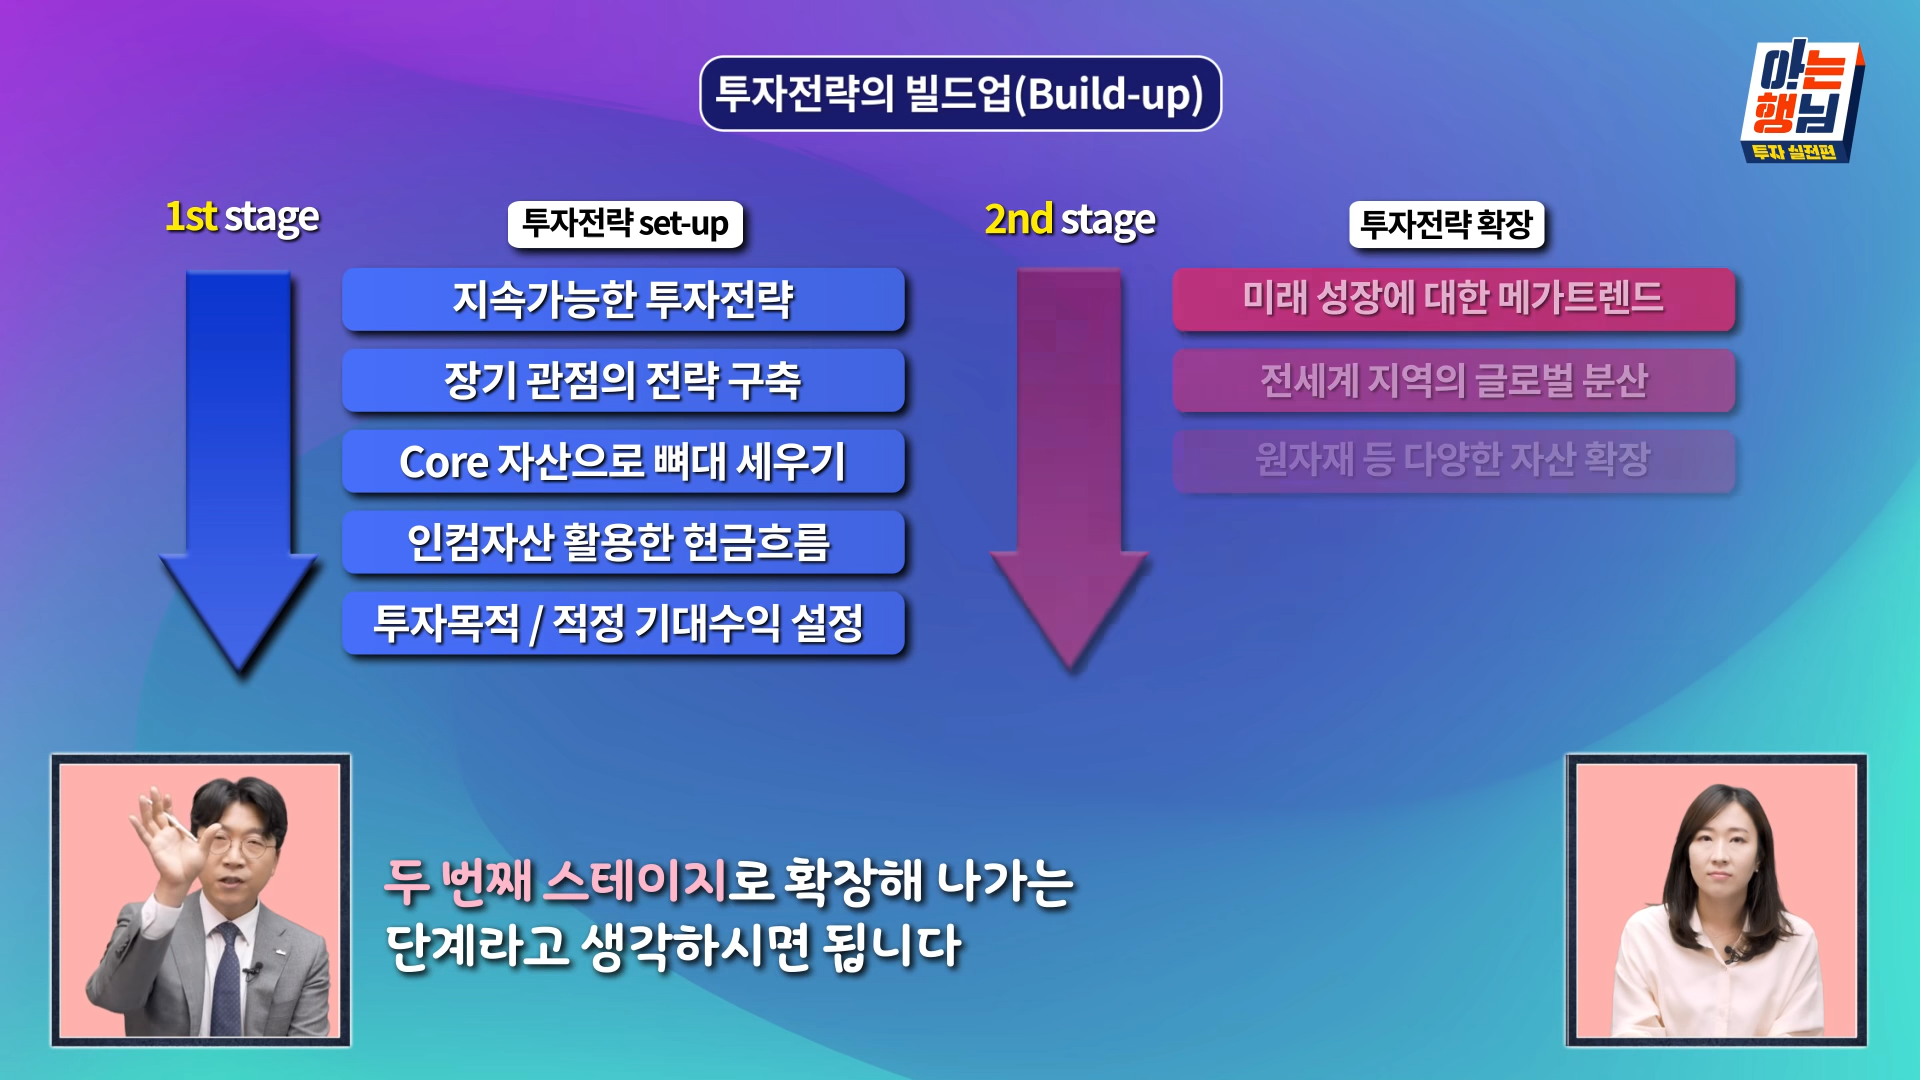 투자전략의 빌드업(Build-up)
아는
행님
투자 실전편
1st stage
투자전략 set-up
지속가능한 투자전략
장기 관점의 전략 구축
Core 자산으로 뼈대 세우기
인컴자산 활용한 현금흐름
투자목적 / 적정 기대수익 설정
2nd stage
투자전략 확장
미래 성장에 대한 메가트렌드
전세계 지역의 글로벌 분산
원자재 등 다양한 자산 확장
두 번째 스테이지로 확장해 나가는
단계라고 생각하시면 됩니다